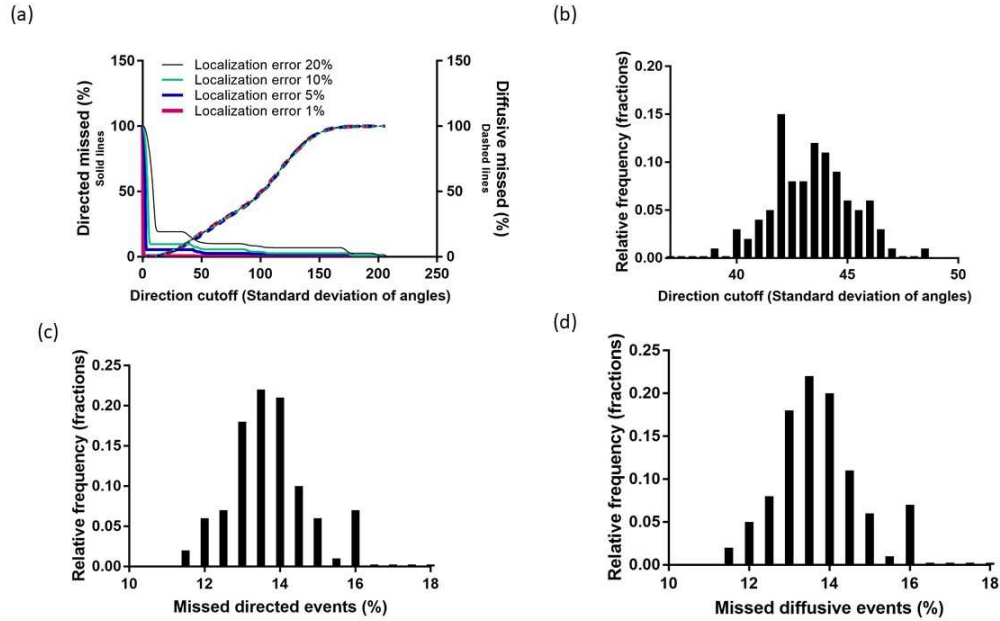 (a)
150
100
50
0
Directed missed (%)
Solid lines
Localization error 20%
Localization error 10%
Localization error 5%
Localization error 1%
150
100
50
0
Diffusive missed (%)
Dashed lines
0 50 100 150 200 250
Direction cutoff (Standard deviation of angles)
(b)
0.20
0.15
0.10
0.05
0.00
Relative frequency (fractions)
40 45 50
Direction cutoff (Standard deviation of angles)
(c)
0.25
0.20
0.15
0.10
0.05
0.00
Relative frequency (fractions)
10 12 14 16 18
Missed directed events (%)
(d)
0.25
0.20
0.15
0.10
0.05
0.00
Relative frequency (fractions)
10 12 14 16 18
Missed diffusive events (%)